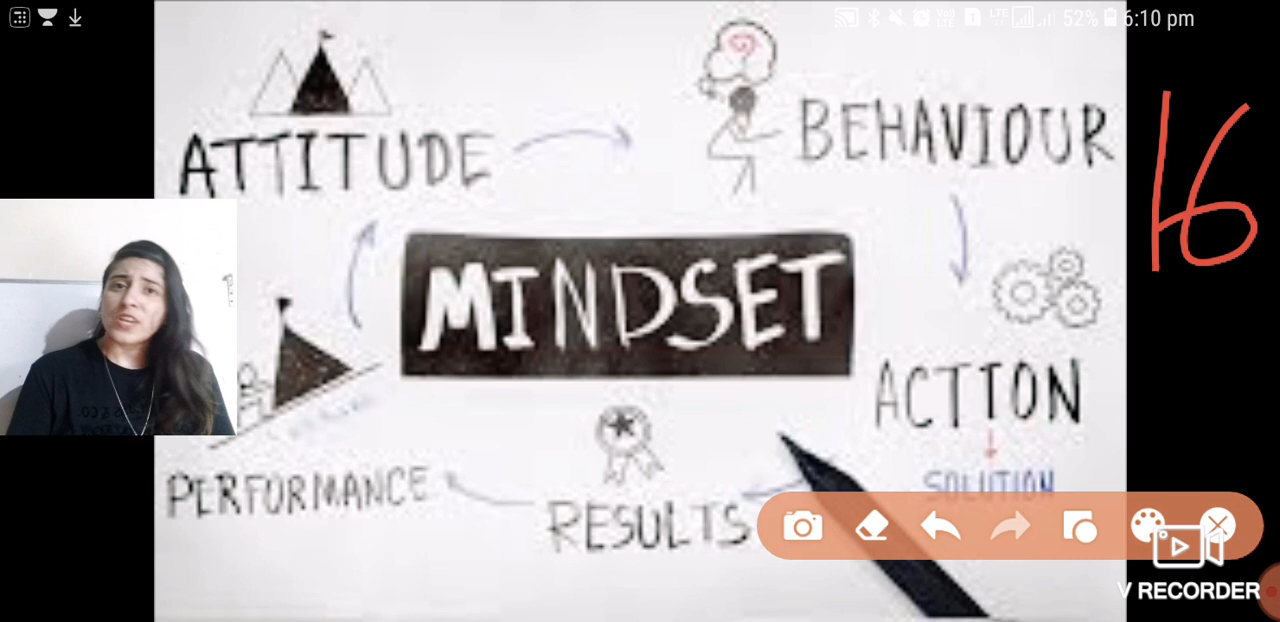 52% 6:10 pm
ATTITUDE
BEHAVIOUR
16
MINDSET
ACTION
SOLUTION
PERFORMANCE
RESULTS
V RECORDER